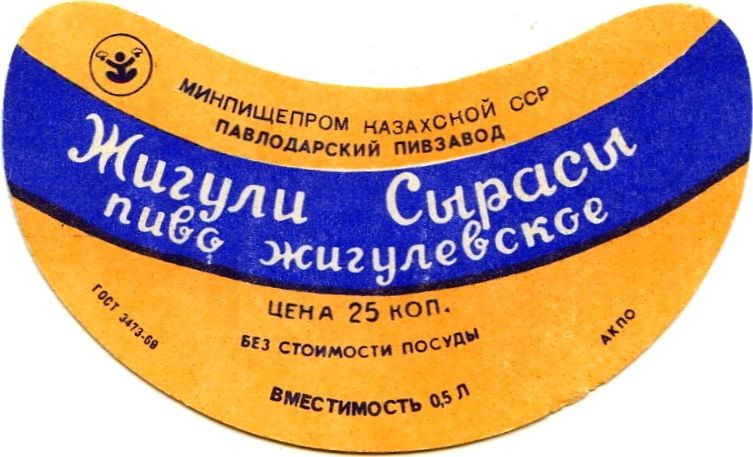 МИНПИЩЕПРОМ КАЗАХСКОЙ ССР
ПАВЛОДАРСКИЙ ПИВЗАВОД
Жигули Сырасы
пиво жигулевское
ЦЕНА 25 КОП.
БЕЗ СТОИМОСТИ ПОСУДЫ
ВМЕСТИМОСТЬ 0,5 Л
ГОСТ 3473-69
АКПО